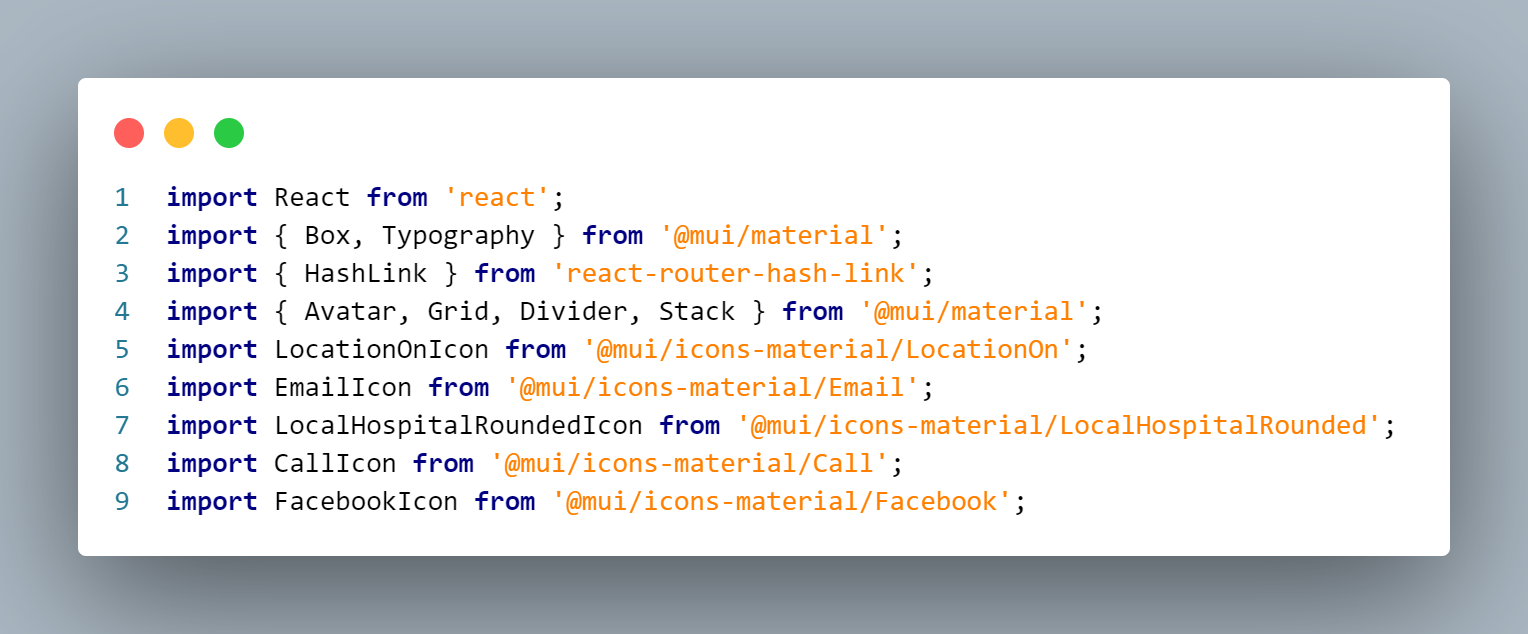 1 import React from 'react';
2 import { Box, Typography } from '@mui/material';
3 import { HashLink } from 'react-router-hash-link';
4 import { Avatar, Grid, Divider, Stack } from '@mui/material';
5 import LocationOnIcon from '@mui/icons-material/LocationOn';
6 import EmailIcon from '@mui/icons-material/Email';
7 import LocalHospitalRoundedIcon from '@mui/icons-material/LocalHospitalRounded';
8 import CallIcon from '@mui/icons-material/Call';
9 import FacebookIcon from '@mui/icons-material/Facebook';